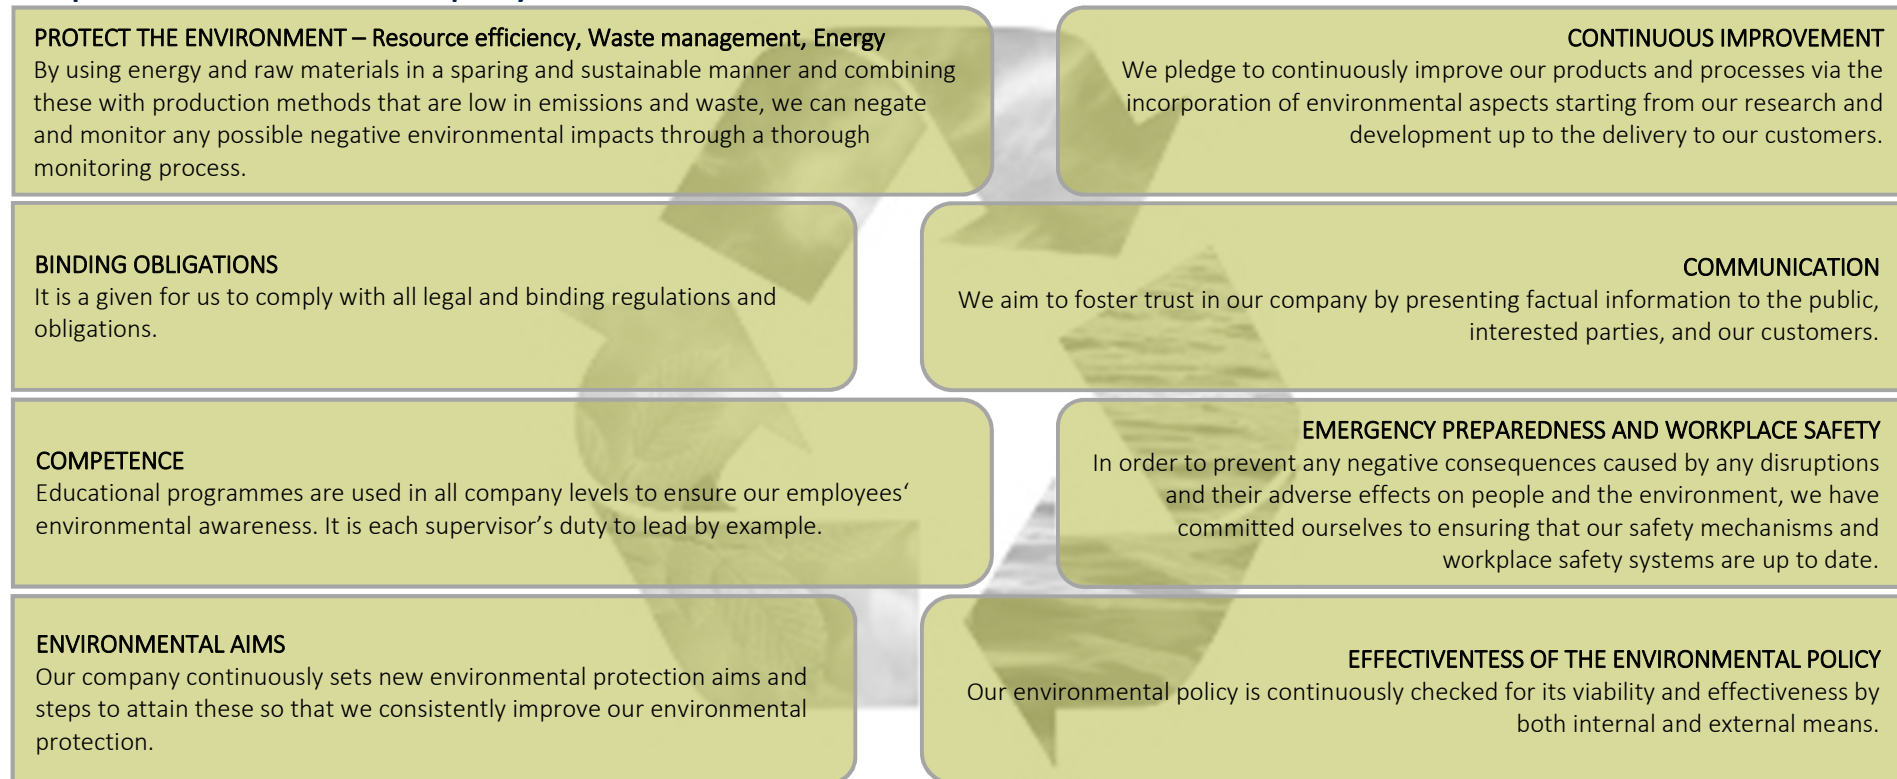 PROTECT THE ENVIRONMENT – Resource efficiency, Waste management, Energy
By using energy and raw materials in a sparing and sustainable manner and combining
these with production methods that are low in emissions and waste, we can negate
and monitor any possible negative environmental impacts through a thorough
monitoring process.
CONTINUOUS IMPROVEMENT
We pledge to continuously improve our products and processes via the
incorporation of environmental aspects starting from our research and
development up to the delivery to our customers.
BINDING OBLIGATIONS
It is a given for us to comply with all legal and binding regulations and
obligations.
COMMUNICATION
We aim to foster trust in our company by presenting factual information to the public,
interested parties, and our customers.
COMPETENCE
Educational programmes are used in all company levels to ensure our employees‘
environmental awareness. It is each supervisor’s duty to lead by example.
EMERGENCY PREPAREDNESS AND WORKPLACE SAFETY
In order to prevent any negative consequences caused by any disruptions
and their adverse effects on people and the environment, we have
committed ourselves to ensuring that our safety mechanisms and
workplace safety systems are up to date.
ENVIRONMENTAL AIMS
Our company continuously sets new environmental protection aims and
steps to attain these so that we consistently improve our environmental
protection.
EFFECTIVENTESS OF THE ENVIRONMENTAL POLICY
Our environmental policy is continuously checked for its viability and effectiveness by
both internal and external means.